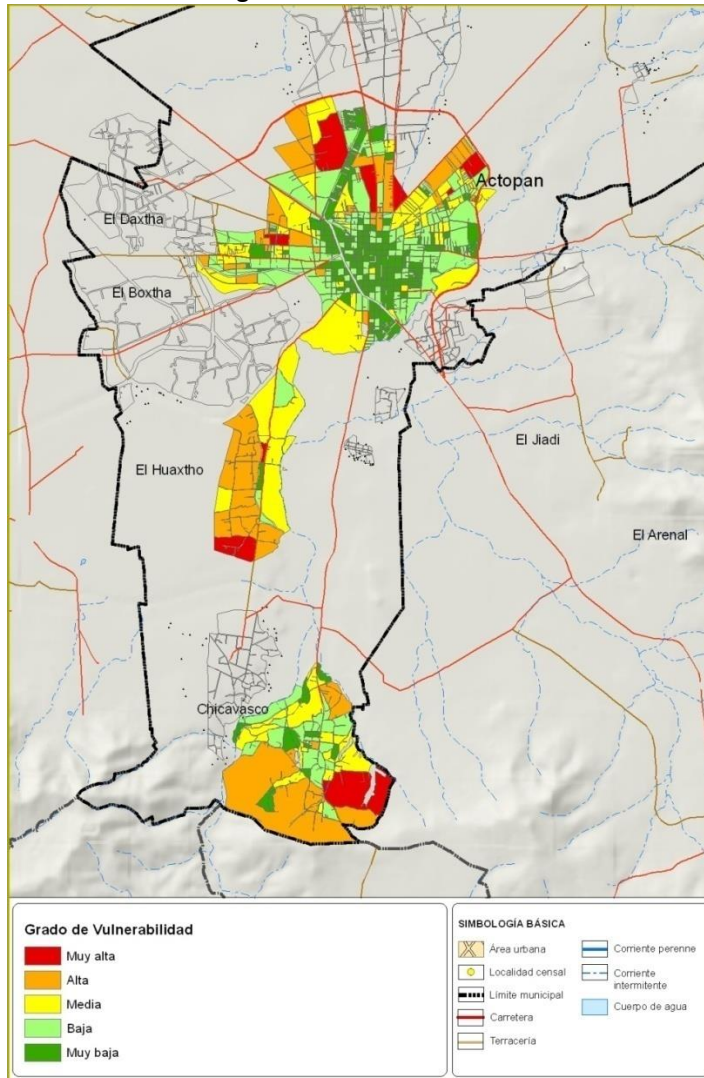 Actopan
El Daxtha
El Boxtha
El Huaxtho
El Jiadi
El Arenal
Chicavasco
Grado de Vulnerabilidad
Muy alta
Alta
Media
Baja
Muy baja
SIMBOLOGÍA BÁSICA
Área urbana
Localidad censal
Límite municipal
Carretera
Terracería
Corriente perenne
Corriente
intermitente
Cuerpo de agua